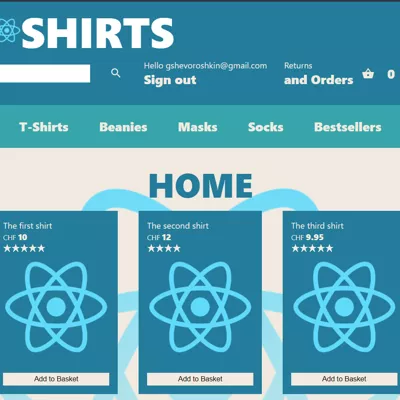 SHIRTS
Hello gshevoroshkin@gmail.com
Sign out
Returns
and Orders
0
T-Shirts
Beanies
Masks
Socks
Bestsellers
HOME
The first shirt
CHF 10
★★★★★
Add to Basket
The second shirt
CHF 12
★★★★
Add to Basket
The third shirt
CHF 9.95
★★★★★
Add to Basket